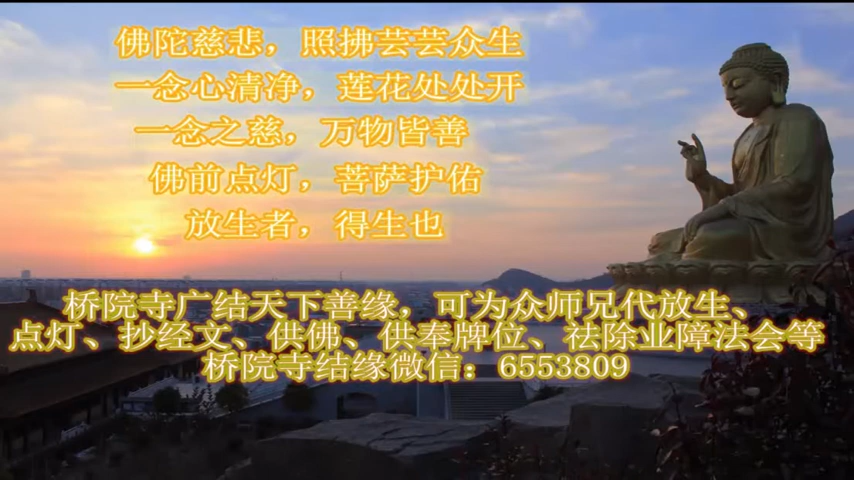 佛陀慈悲，照拂芸芸众生
一念心清净，莲花处处开
一念之慈，万物皆善
佛前点灯，菩萨护佑
放生者，得生也
桥院寺广结天下善缘，可为众师兄代放生、
点灯、抄经文、供佛、供奉牌位、祛除业障法会等
桥院寺结缘微信：6553809